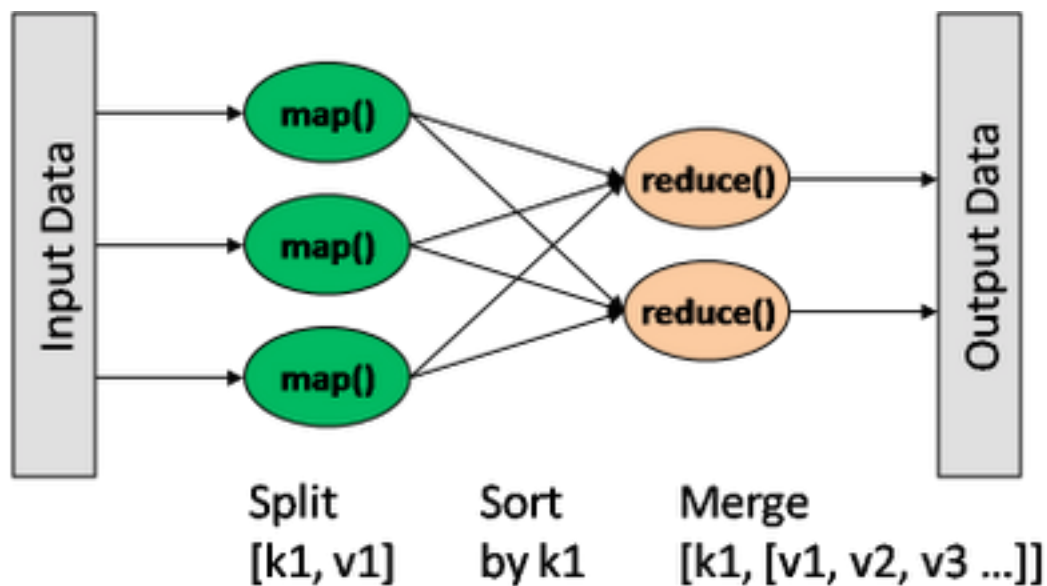 Input Data
map()
map()
map()
reduce()
reduce()
Output Data
Split
[k1, v1]
Sort
by k1
Merge
[k1, [v1, v2, v3 ...]]